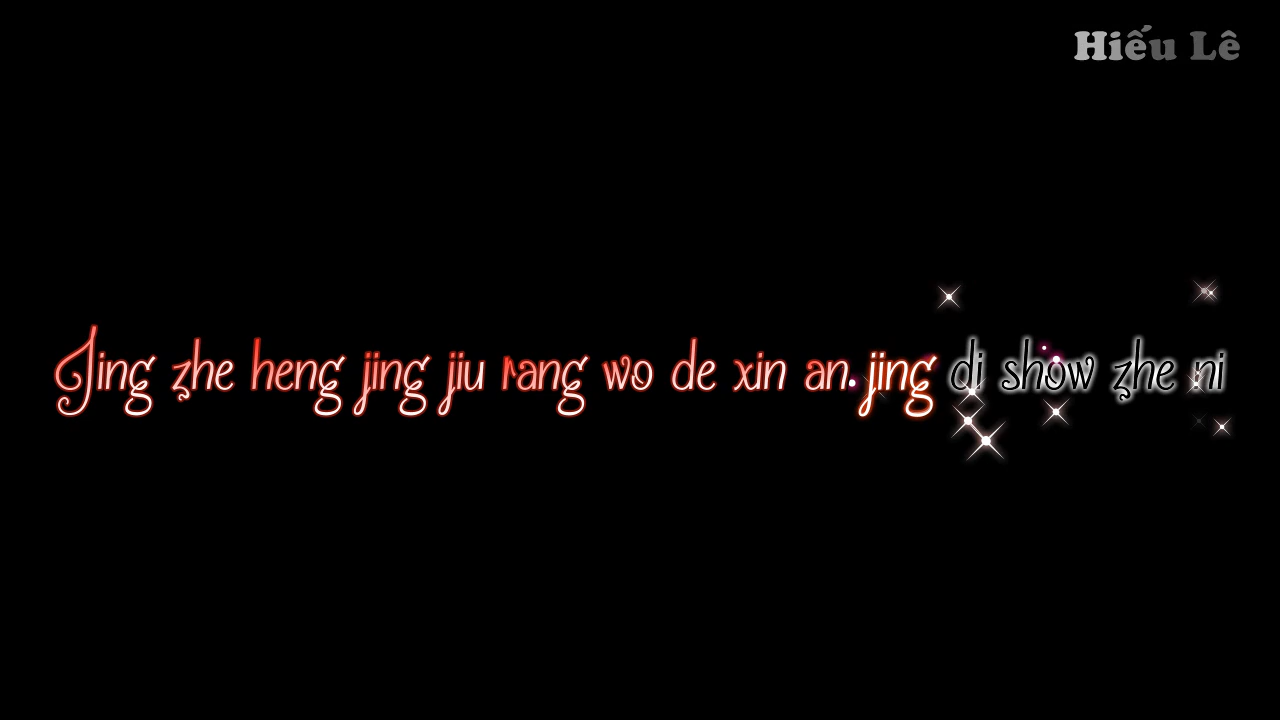 Hiếu Lê
Jing zhe heng jing jiu rang wo de xin an jing di show zhe ni